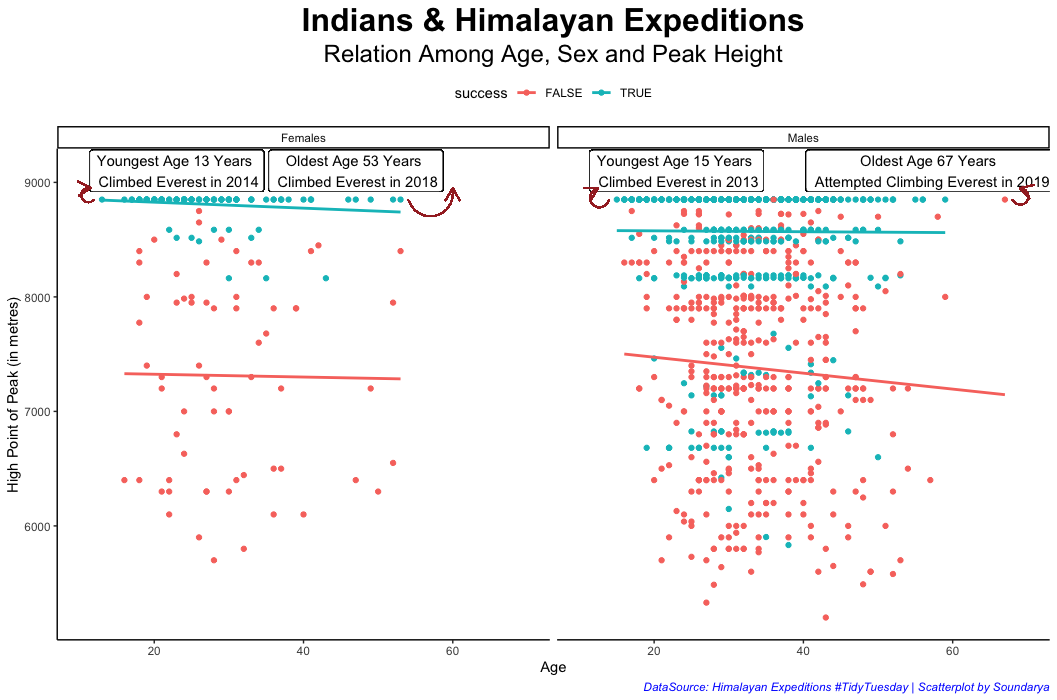 Indians & Himalayan Expeditions
Relation Among Age, Sex and Peak Height
success FALSE TRUE
Females
Males
Youngest Age 13 Years
Climbed Everest in 2014
Oldest Age 53 Years
Climbed Everest in 2018
Youngest Age 15 Years
Climbed Everest in 2013
Oldest Age 67 Years
Attempted Climbing Everest in 2019
High Point of Peak (in metres)
9000
8000
7000
6000
20 40 60
20 40 60
Age
DataSource: Himalayan Expeditions #TidyTuesday | Scatterplot by Soundarya